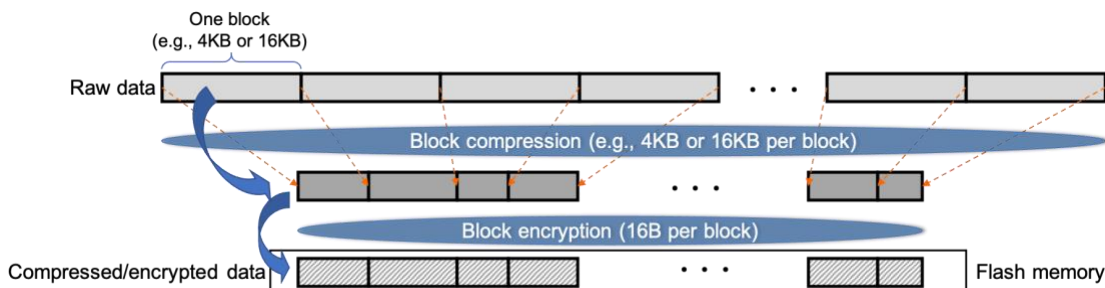 One block
(e.g., 4KB or 16KB)
Raw data
• • •
Block compression (e.g., 4KB or 16KB per block)
• • •
Block encryption (16B per block)
Compressed/encrypted data
• • •
Flash memory